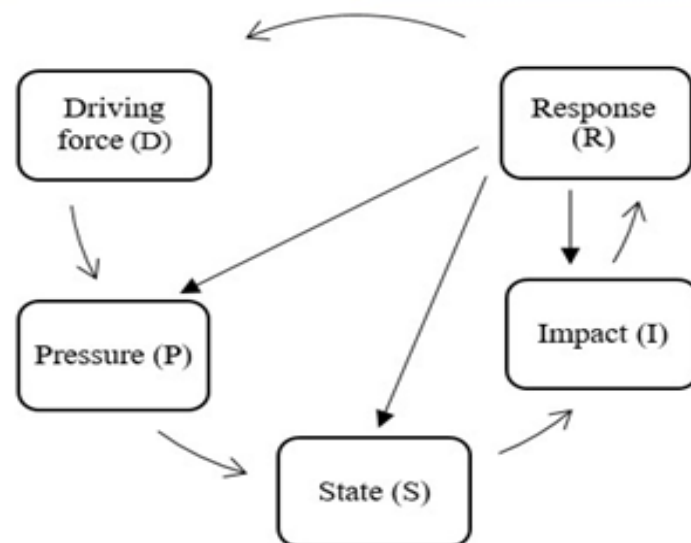 Driving
force (D)
Response
(R)
Pressure (P)
Impact (I)
State (S)